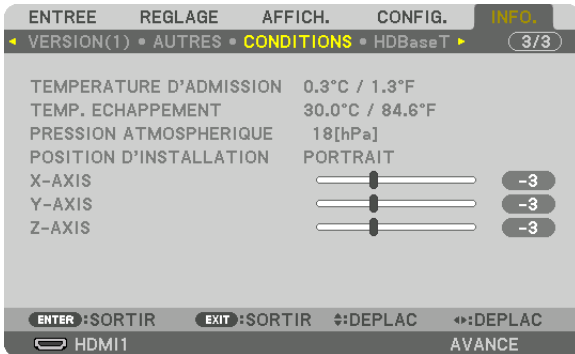 ENTREE REGLAGE AFFICH. CONFIG. INFO.
VERSION(1) • AUTRES • CONDITIONS • HDBaseT 3/3
TEMPERATURE D'ADMISSION 0.3°C / 1.3°F
TEMP. ECHAPPEMENT 30.0°C / 84.6°F
PRESSION ATMOSPHERIQUE 18[hPa]
POSITION D'INSTALLATION PORTRAIT
X-AXIS -3
Y-AXIS -3
Z-AXIS -3
ENTER :SORTIR EXIT :SORTIR :DEPLAC :DEPLAC
HDMI1 AVANCE